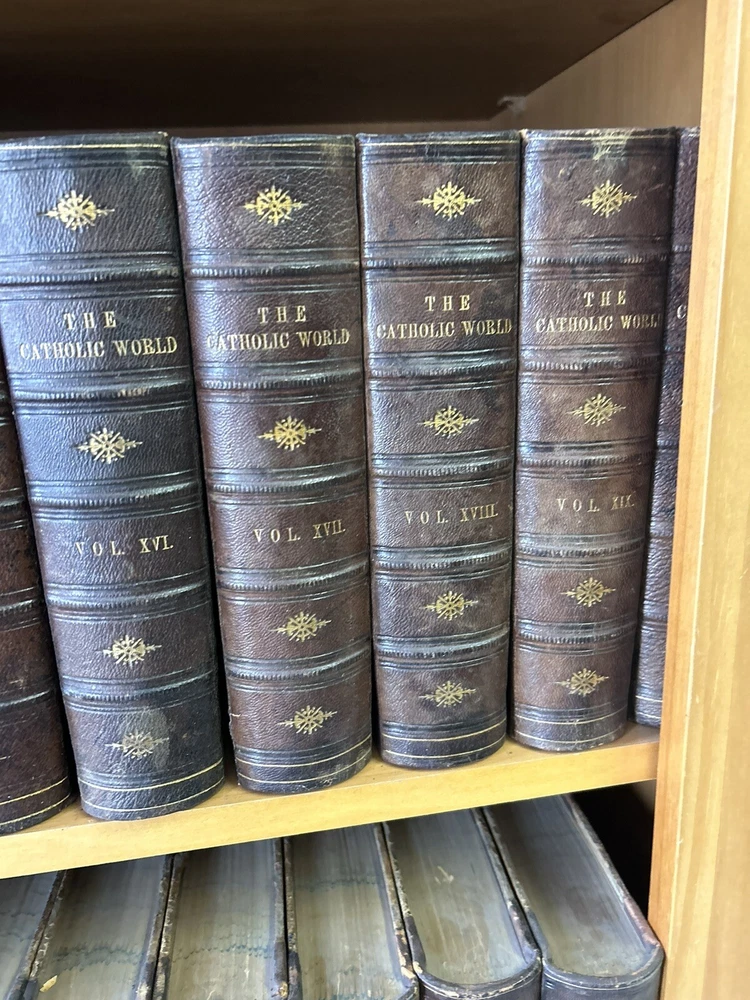 THE
CATHOLIC WORLD
VOL. XVI.
THE
CATHOLIC WORLD
VOL. XVII.
THE
CATHOLIC WORLD
VOL. XVIII.
THE
CATHOLIC WORL
VOL. XIX.
C